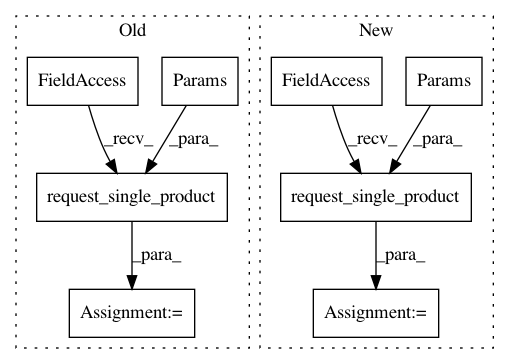 Old
New
FieldAccess
Params
FieldAccess
Params
_recv_
_para_
_recv_
_para_
request_single_product
request_single_product
_para_
_para_
Assignment:=
Assignment:=